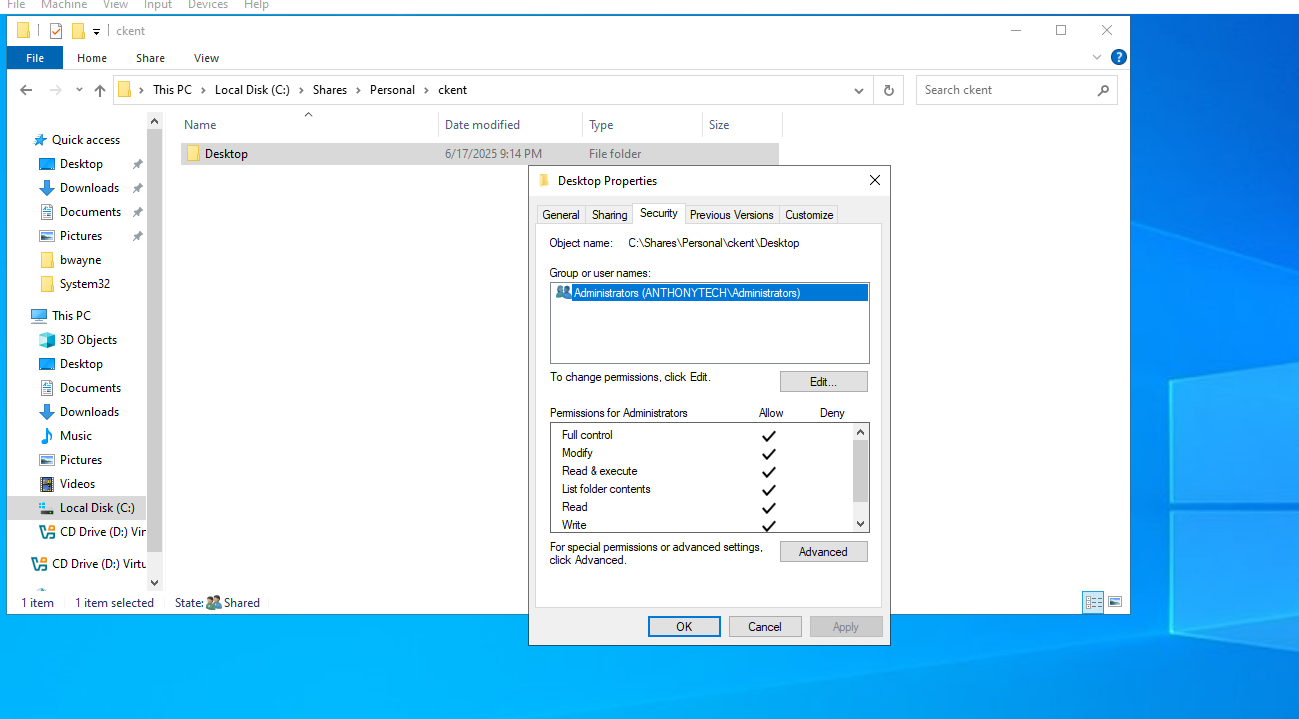 File Machine View Input Devices Help
ckent
File Home Share View
This PC Local Disk (C:) Shares Personal ckent
Search ckent
Name Date modified Type Size
Desktop 6/17/2025 9:14 PM File folder
Quick access
Desktop
Downloads
Documents
Pictures
bwayne
System32
This PC
3D Objects
Desktop
Documents
Downloads
Music
Pictures
Videos
Local Disk (C:)
CD Drive (D:) Vir
CD Drive (D:) Virtu
1 item 1 item selected State: Shared
Desktop Properties
General Sharing Security Previous Versions Customize
Object name: C:\Shares\Personal\ckent\Desktop
Group or user names:
Administrators (ANTHONYTECH\Administrators)
To change permissions, click Edit.
Edit...
Permissions for Administrators Allow Deny
Full control
Modify
Read & execute
List folder contents
Read
Write
For special permissions or advanced settings,
click Advanced.
Advanced
OK Cancel Apply